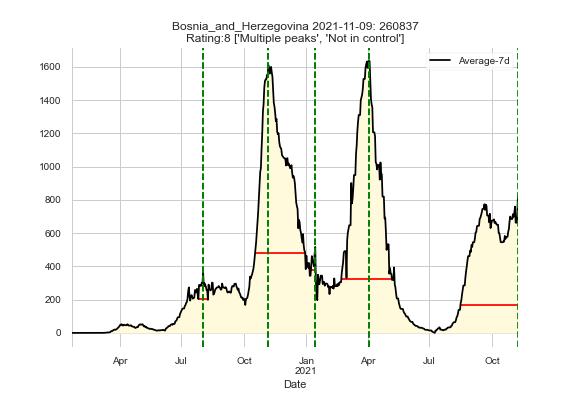 Bosnia_and_Herzegovina 2021-11-09: 260837
Rating:8 ['Multiple peaks', 'Not in control']
Average-7d
1600
1400
1200
1000
800
600
400
200
0
Apr Jul Oct Jan Apr Jul Oct
2021
Date